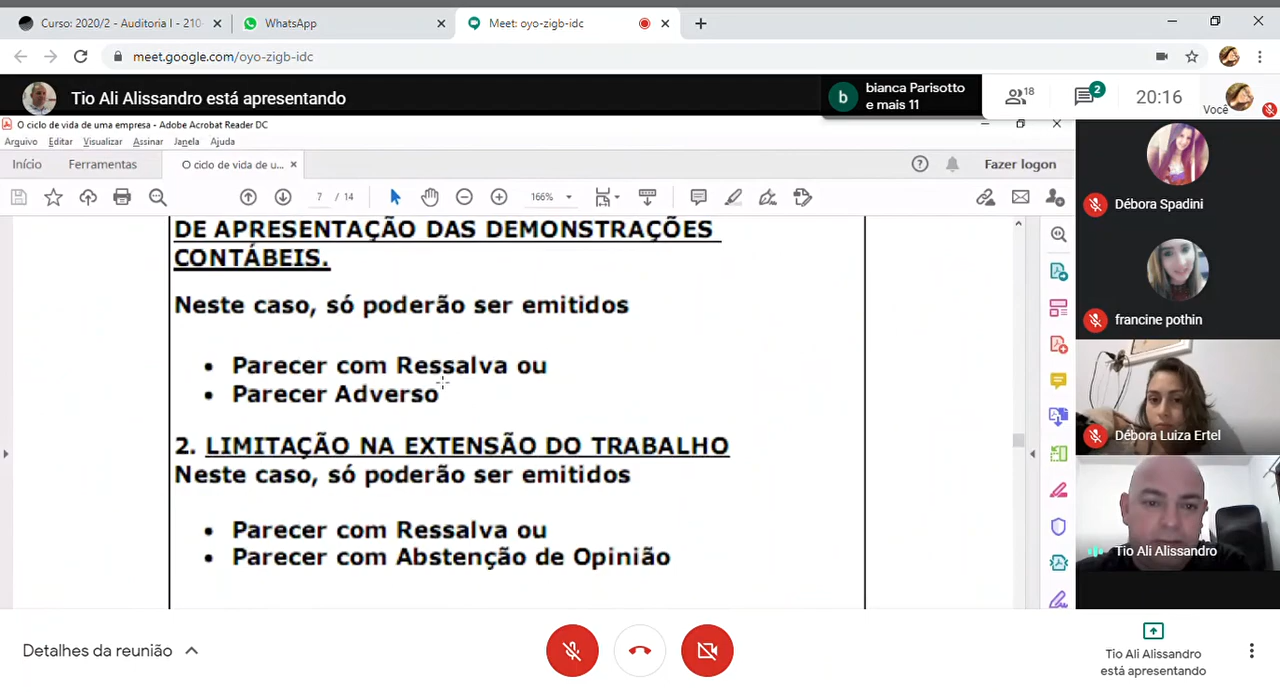 Curso: 2020/2 - Auditoria I - 210
WhatsApp
Meet: oyo-zigb-idc
meet.google.com/oyo-zigb-idc
Tio Ali Alissandro está apresentando
b
bianca Parisotto
e mais 11
18
2
20:16
Você
O ciclo de vida de uma empresa - Adobe Acrobat Reader DC
Arquivo Editar Visualizar Assinar Janela Ajuda
Início Ferramentas O ciclo de vida de u...
Fazer logon
7 / 14
166%
DE APRESENTAÇÃO DAS DEMONSTRAÇÕES
CONTÁBEIS.
Neste caso, só poderão ser emitidos
• Parecer com Ressalva ou
• Parecer Adverso
2. LIMITAÇÃO NA EXTENSÃO DO TRABALHO
Neste caso, só poderão ser emitidos
• Parecer com Ressalva ou
• Parecer com Abstenção de Opinião
Débora Spadini
francine pothin
Débora Luiza Ertel
Tio Ali Alissandro
Detalhes da reunião
Tio Ali Alissandro
está apresentando